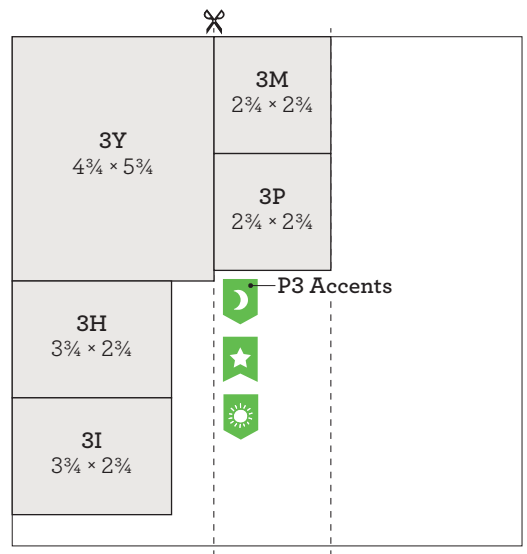 3Y
4¾ × 5¾
3M
2¾ × 2¾
3P
2¾ × 2¾
P3 Accents
3H
3¾ × 2¾
3I
3¾ × 2¾